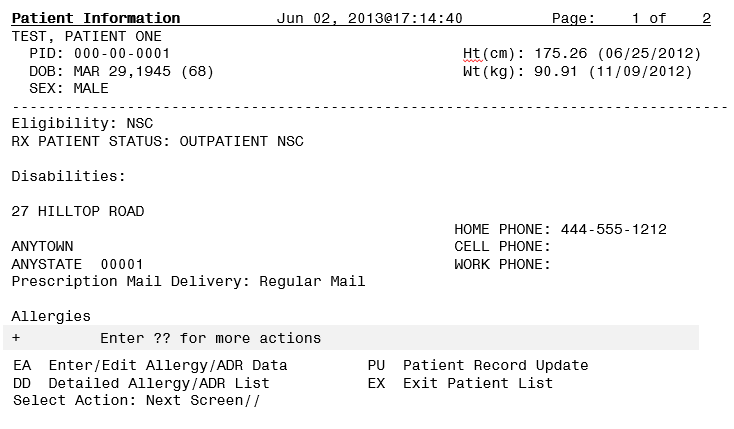 Patient Information           Jun 02, 2013@17:14:40          Page:    1 of    2
TEST, PATIENT ONE
  PID: 000-00-0001                                 Ht(cm): 175.26 (06/25/2012)
  DOB: MAR 29,1945 (68)                            Wt(kg): 90.91 (11/09/2012)
  SEX: MALE
--------------------------------------------------------------------------------
Eligibility: NSC
RX PATIENT STATUS: OUTPATIENT NSC
Disabilities:
27 HILLTOP ROAD
                                                  HOME PHONE: 444-555-1212
ANYTOWN                                           CELL PHONE:
ANYSTATE  00001                                   WORK PHONE:
Prescription Mail Delivery: Regular Mail
Allergies
+         Enter ?? for more actions
EA  Enter/Edit Allergy/ADR Data         PU  Patient Record Update
DD  Detailed Allergy/ADR List           EX  Exit Patient List
Select Action: Next Screen//